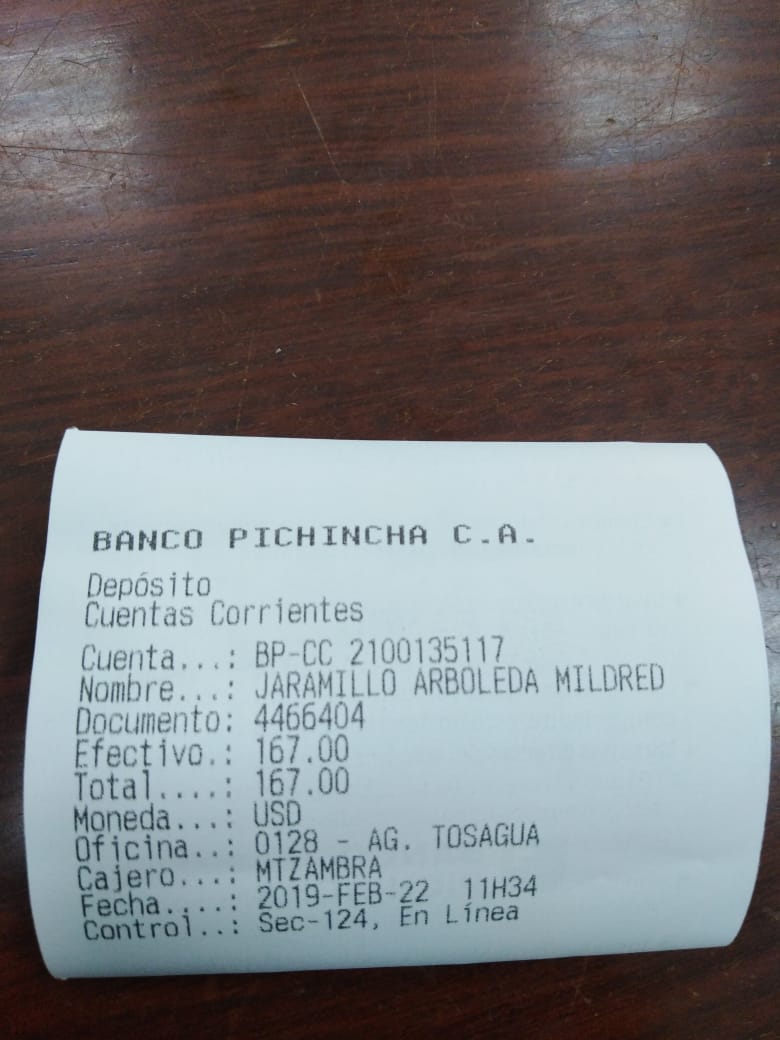 BANCO PICHINCHA C.A.
Depósito
Cuentas Corrientes
Cuenta...: BP-CC 2100135117
Nombre...: JARAMILLO ARBOLEDA MILDRED
Documento: 4466404
Efectivo.: 167.00
Total....: 167.00
Moneda...: USD
Oficina..: 0128 - AG. TOSAGUA
Cajero...: MTZAMBRA
Fecha....: 2019-FEB-22 11H34
Control..: Sec-124, En Línea